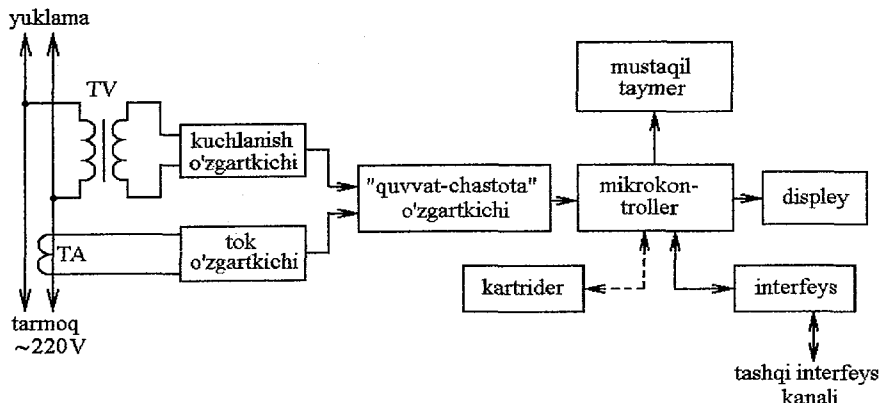 yuklama
TV
kuchlanish
o'zgartkichi
TA
tok
o'zgartkichi
tarmoq
~220V
"quvvat-chastota"
o'zgartkichi
mustaqil
taymer
mikrokon-
troller
displey
kartrider
interfeys
tashqi interfeys
kanali